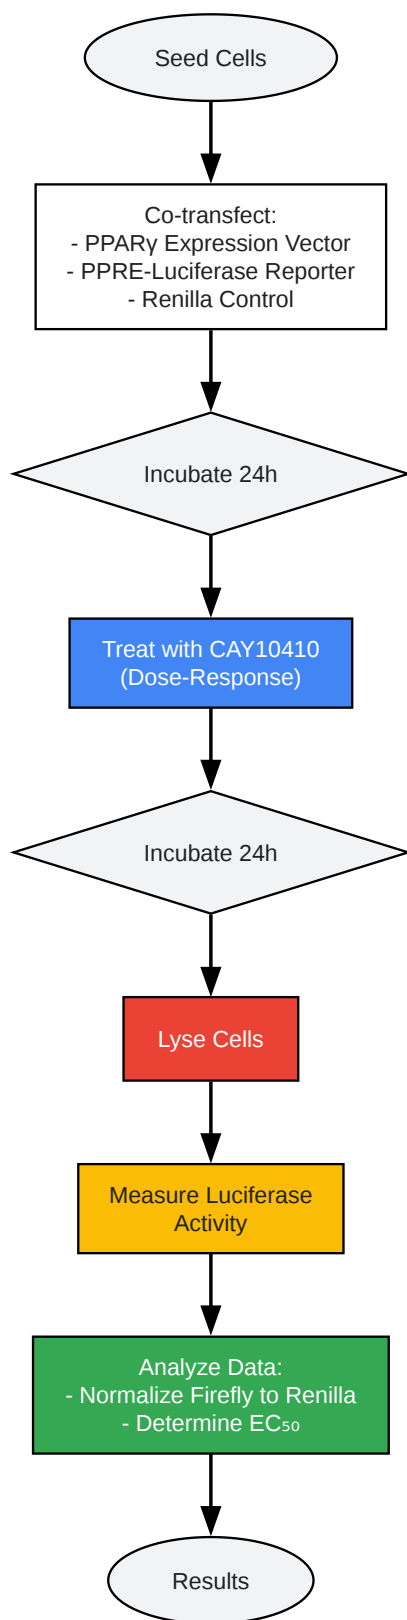 Seed Cells
Co-transfect:
- PPARγ Expression Vector
- PPRE-Luciferase Reporter
- Renilla Control
Incubate 24h
Treat with CAY10410
(Dose-Response)
Incubate 24h
Lyse Cells
Measure Luciferase
Activity
Analyze Data:
- Normalize Firefly to Renilla
- Determine EC₅₀
Results